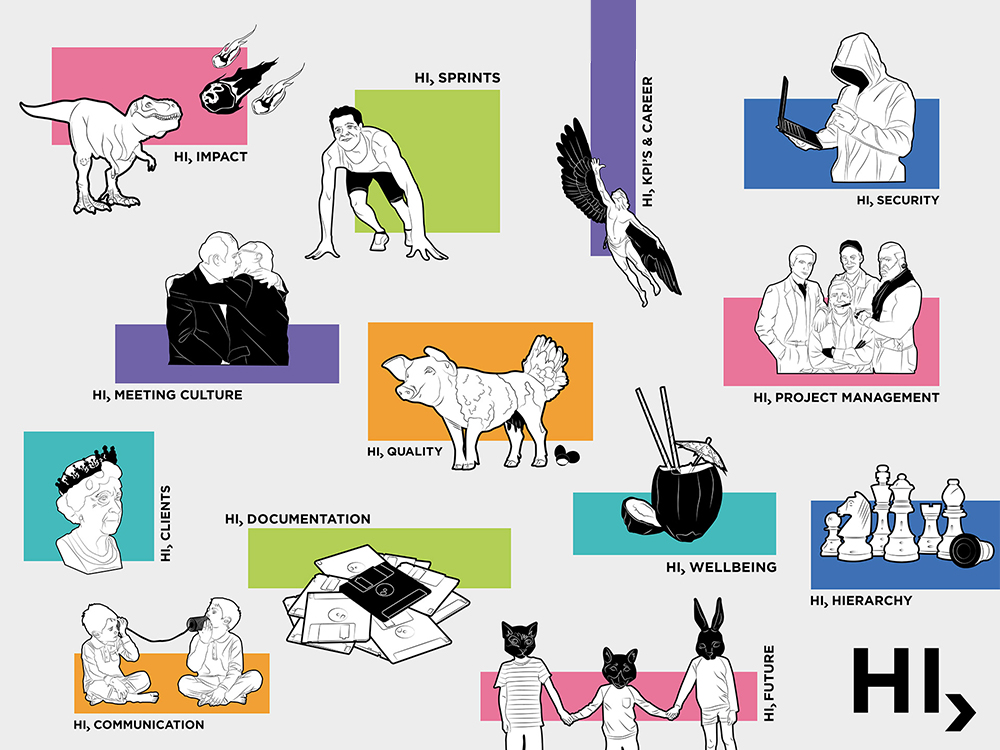 HI, SPRINTS
HI, IMPACT
HI, KPI'S & CAREER
HI, SECURITY
HI, MEETING CULTURE
HI, PROJECT MANAGEMENT
HI, QUALITY
HI, CLIENTS
HI, DOCUMENTATION
HI, WELLBEING
HI, HIERARCHY
HI, COMMUNICATION
HI, FUTURE
HI,